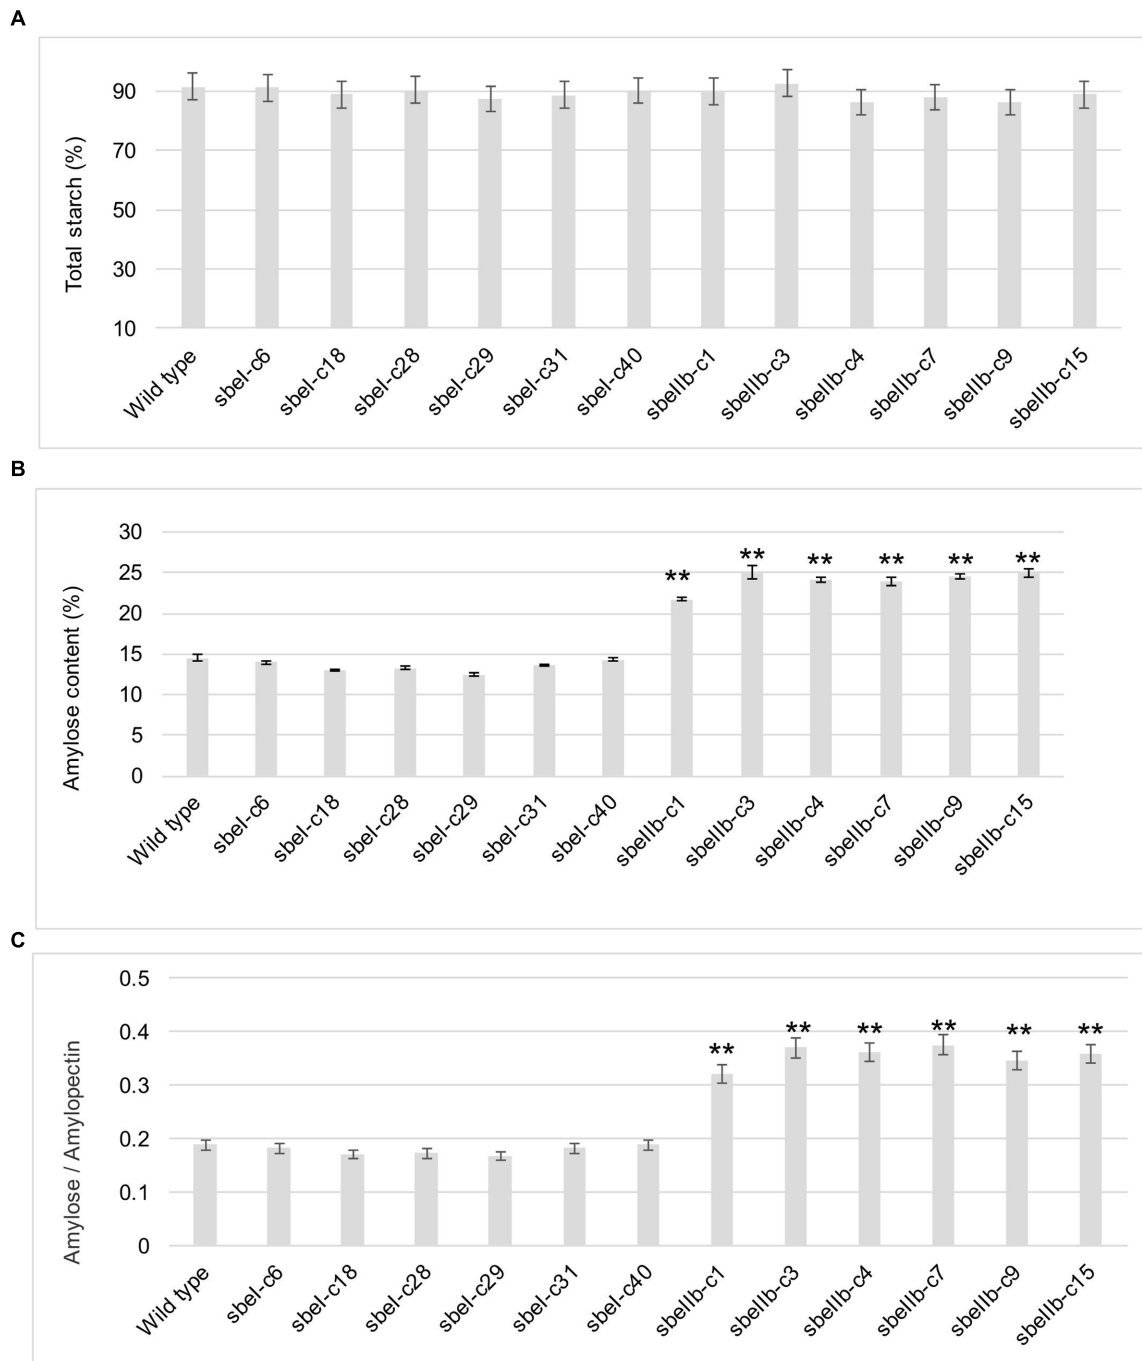 A
Total starch (%)
90
70
50
30
10
Wild type
sbeI-c6
sbeI-c18
sbeI-c28
sbeI-c29
sbeI-c31
sbeI-c40
sbeIIb-c1
sbeIIb-c3
sbeIIb-c4
sbeIIb-c7
sbeIIb-c9
sbeIIb-c15
B
Amylose content (%)
30
25
20
15
10
5
0
** ** ** ** ** **
Wild type
sbeI-c6
sbeI-c18
sbeI-c28
sbeI-c29
sbeI-c31
sbeI-c40
sbeIIb-c1
sbeIIb-c3
sbeIIb-c4
sbeIIb-c7
sbeIIb-c9
sbeIIb-c15
C
Amylose / Amylopectin
0.5
0.4
0.3
0.2
0.1
0
** ** ** ** ** **
Wild type
sbeI-c6
sbeI-c18
sbeI-c28
sbeI-c29
sbeI-c31
sbeI-c40
sbeIIb-c1
sbeIIb-c3
sbeIIb-c4
sbeIIb-c7
sbeIIb-c9
sbeIIb-c15